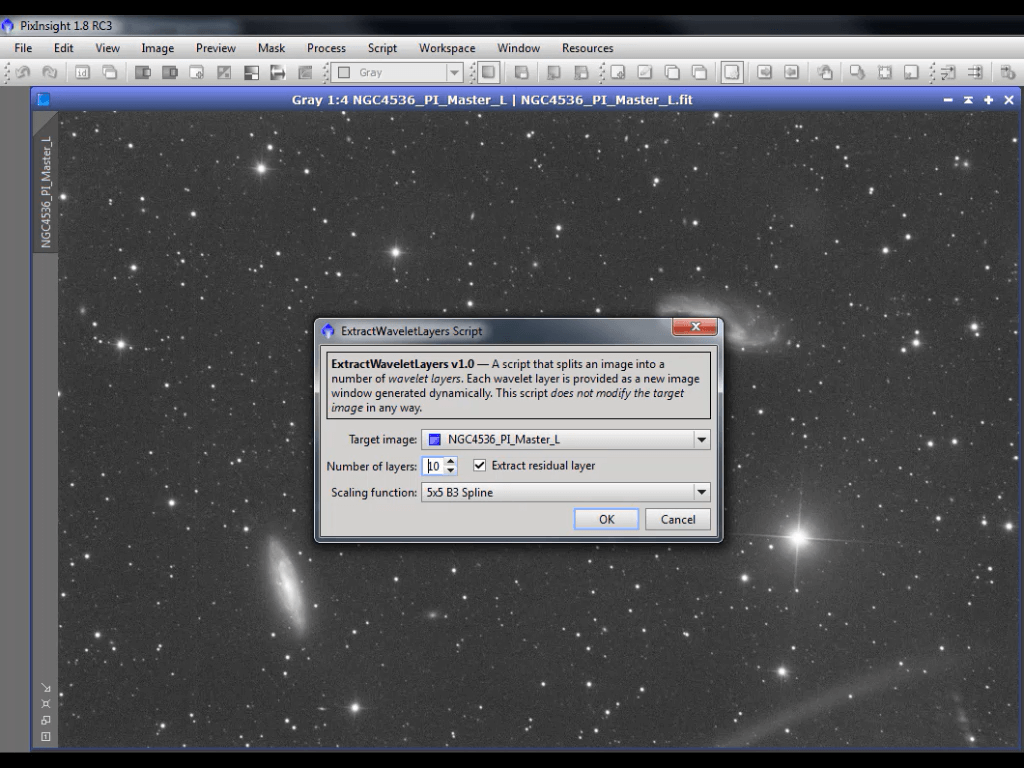 PixInsight 1.8 RC3
File Edit View Image Preview Mask Process Script Workspace Window Resources
Gray
Gray 1:4 NGC4536_PI_Master_L | NGC4536_PI_Master_L.fit
NGC4536_PI_Master_L
ExtractWaveletLayers Script
ExtractWaveletLayers v1.0 — A script that splits an image into a
number of wavelet layers. Each wavelet layer is provided as a new image
window generated dynamically. This script does not modify the target
image in any way.
Target image: NGC4536_PI_Master_L
Number of layers: 10 Extract residual layer
Scaling function: 5x5 B3 Spline
OK Cancel